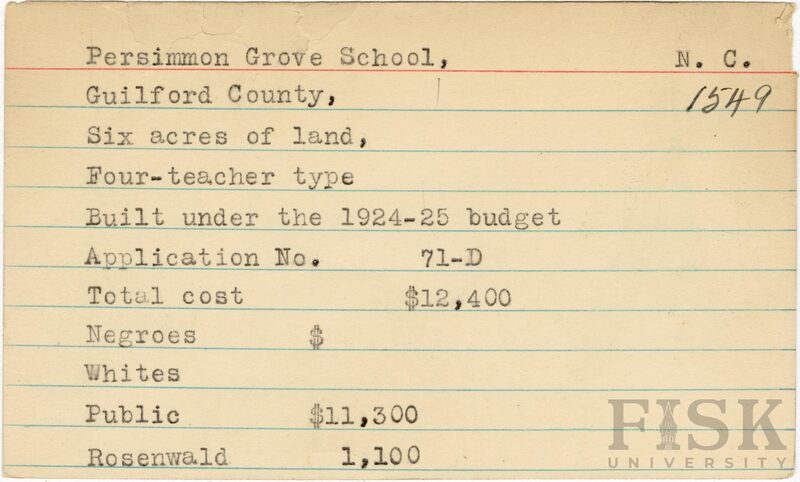 Persimmon Grove School, N. C.
Guilford County, 1549
Six acres of land,
Four-teacher type
Built under the 1924-25 budget
Application No. 71-D
Total cost $12,400
Negroes $
Whites
Public $11,300
Rosenwald 1,100
FISK
UNIVERSITY